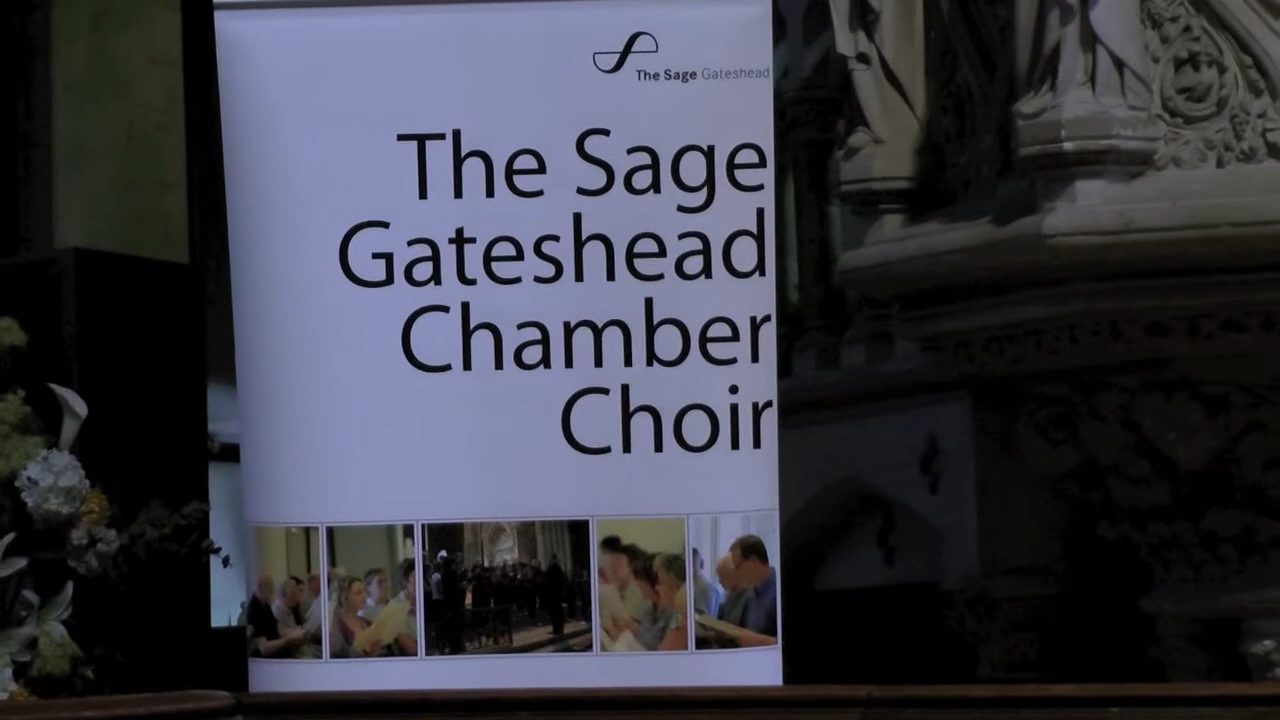 The Sage Gateshead
The Sage
Gateshead
Chamber
Choir